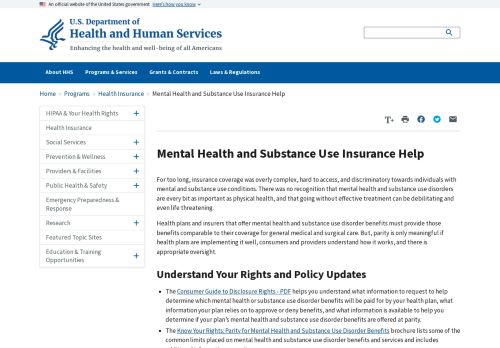 An official website of the United States government Here's how you know
U.S. Department of
Health and Human Services
Enhancing the health and well-being of all Americans
About HHS Programs & Services Grants & Contracts Laws & Regulations
Home > Programs > Health Insurance > Mental Health and Substance Use Insurance Help
HIPAA & Your Health Rights +
Health Insurance
Social Services +
Prevention & Wellness +
Providers & Facilities +
Public Health & Safety +
Emergency Preparedness &
Response
Research +
Featured Topic Sites
Education & Training
Opportunities +
T+
Mental Health and Substance Use Insurance Help
For too long, insurance coverage was overly complex, hard to access, and discriminatory towards individuals with
mental and substance use conditions. There was no recognition that mental health and substance use disorders
are every bit as important as physical health, and that going without effective treatment can be debilitating and
even life threatening.
Health plans and insurers that offer mental health and substance use disorder benefits must provide those
benefits comparable to their coverage for general medical and surgical care. But, parity is only meaningful if
health plans are implementing it well, consumers and providers understand how it works, and there is
appropriate oversight.
Understand Your Rights and Policy Updates
• The Consumer Guide to Disclosure Rights - PDF helps you understand what information to request to help
determine which mental health or substance use disorder benefits will be paid for by your health plan, what
information your plan relies on to approve or deny benefits, and what information is available to help you
determine if your plan's mental health and substance use disorder benefits are offered at parity.
• The Know Your Rights: Parity for Mental Health and Substance Use Disorder Benefits brochure lists some of the
common limits placed on mental health and substance use disorder benefits and services and includes